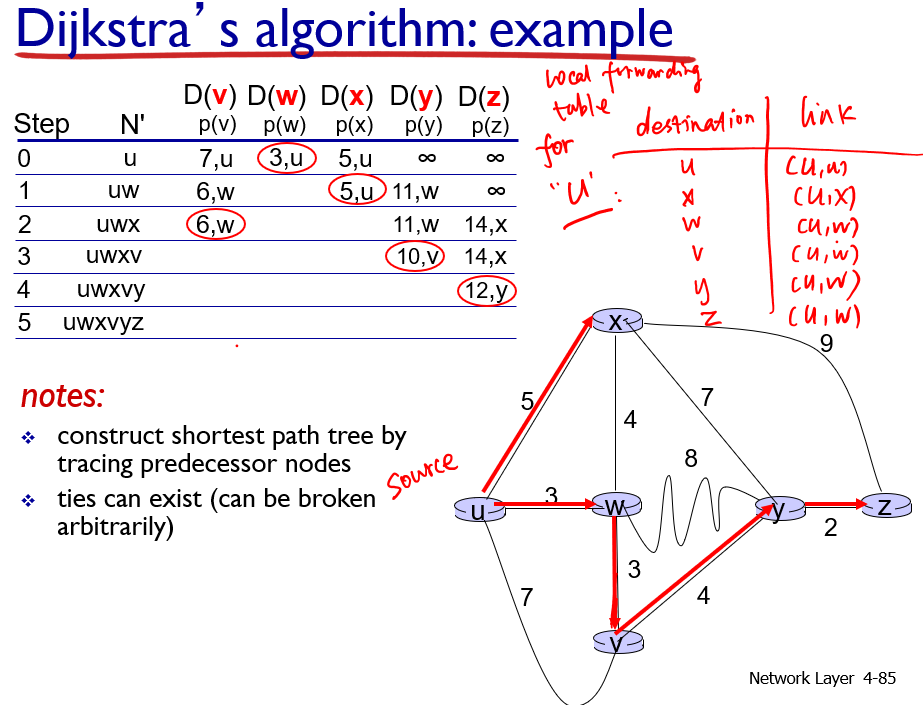 Dijkstra's algorithm: example
D(v) D(w) D(x) D(y) D(z)
Step N' p(v) p(w) p(x) p(y) p(z)
0 u 7,u 3,u 5,u ∞ ∞
1 uw 6,w 5,u 11,w ∞
2 uwx 6,w 11,w 14,x
3 uwxv 10,v 14,x
4 uwxvy 12,y
5 uwxvyz
local forwarding
table
for
"u' :
destination link
u (u,u)
x (u,x)
w (u,w)
v (u,w)
y (u,w)
z (u,w)
notes:
❖ construct shortest path tree by
tracing predecessor nodes
❖ ties can exist (can be broken
arbitrarily)
source
x
9
5
7
4
8
u
3
w
y
z
2
3
7
4
v
Network Layer 4-85